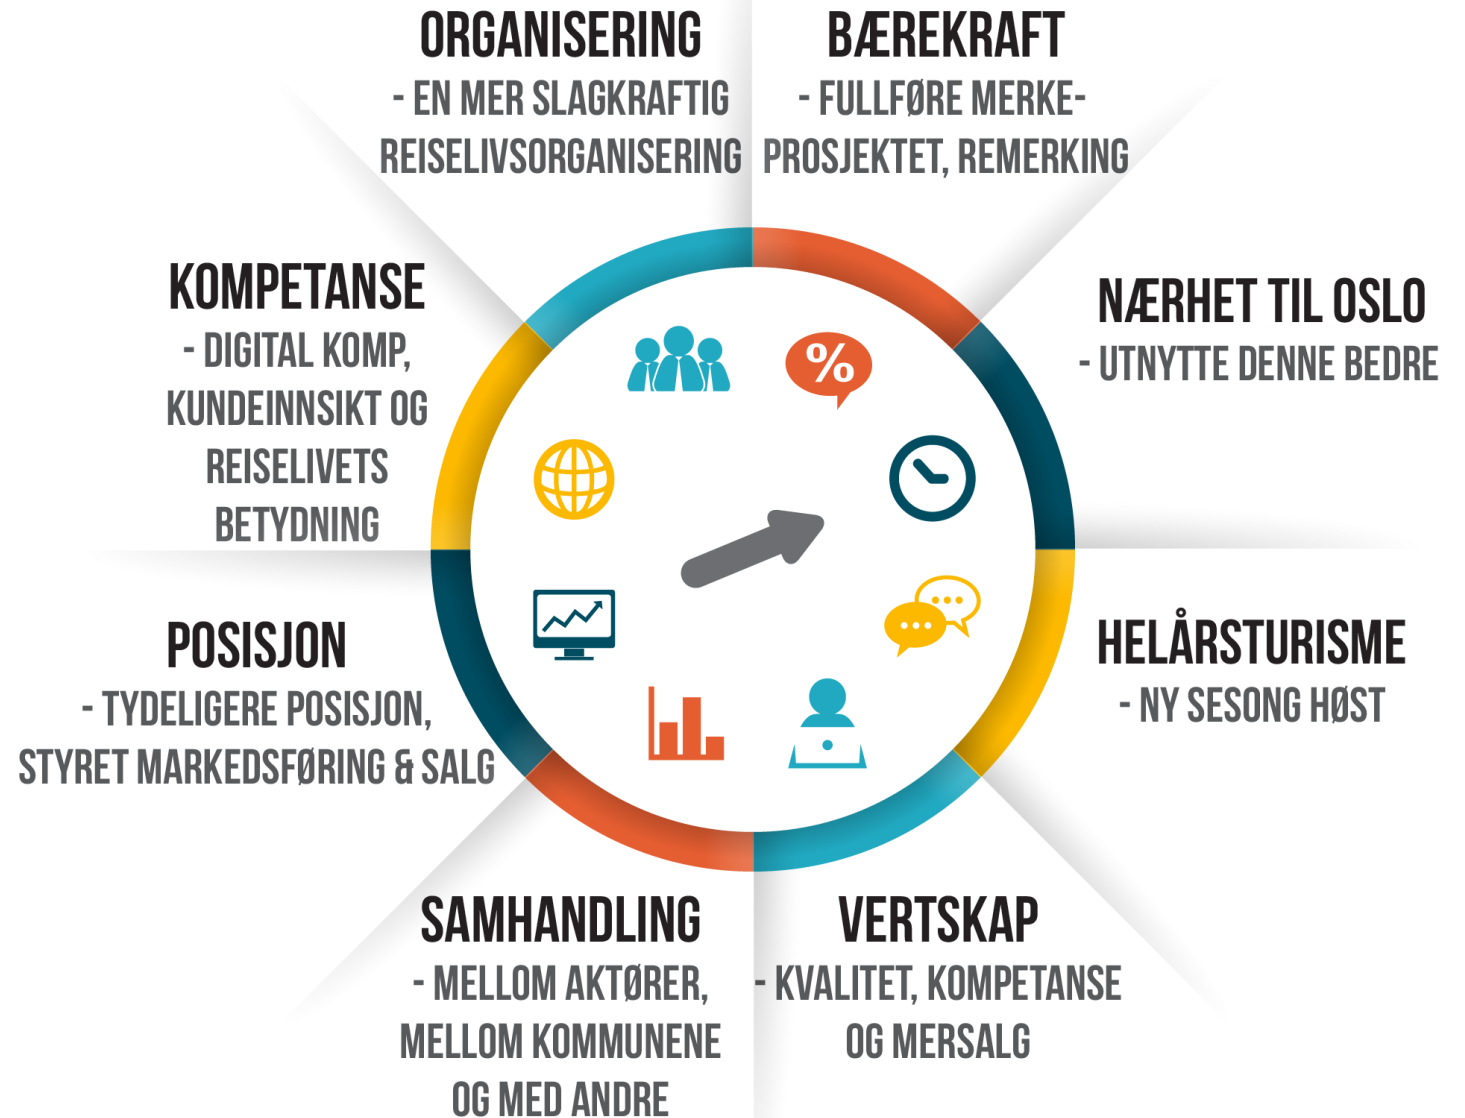 ORGANISERING
- EN MER SLAGKRAFTIG
REISELIVSORGANISERING
BÆREKRAFT
- FULLFØRE MERKE-
PROSJEKTET, REMERKING
NÆRHET TIL OSLO
- UTNYTTE DENNE BEDRE
HELÅRSTURISME
- NY SESONG HØST
VERTSKAP
- KVALITET, KOMPETANSE
OG MERSALG
SAMHANDLING
- MELLOM AKTØRER,
MELLOM KOMMUNENE
OG MED ANDRE
POSISJON
- TYDELIGERE POSISJON,
STYRET MARKEDSFØRING & SALG
KOMPETANSE
- DIGITAL KOMP,
KUNDEINNSIKT OG
REISELIVETS
BETYDNING
%